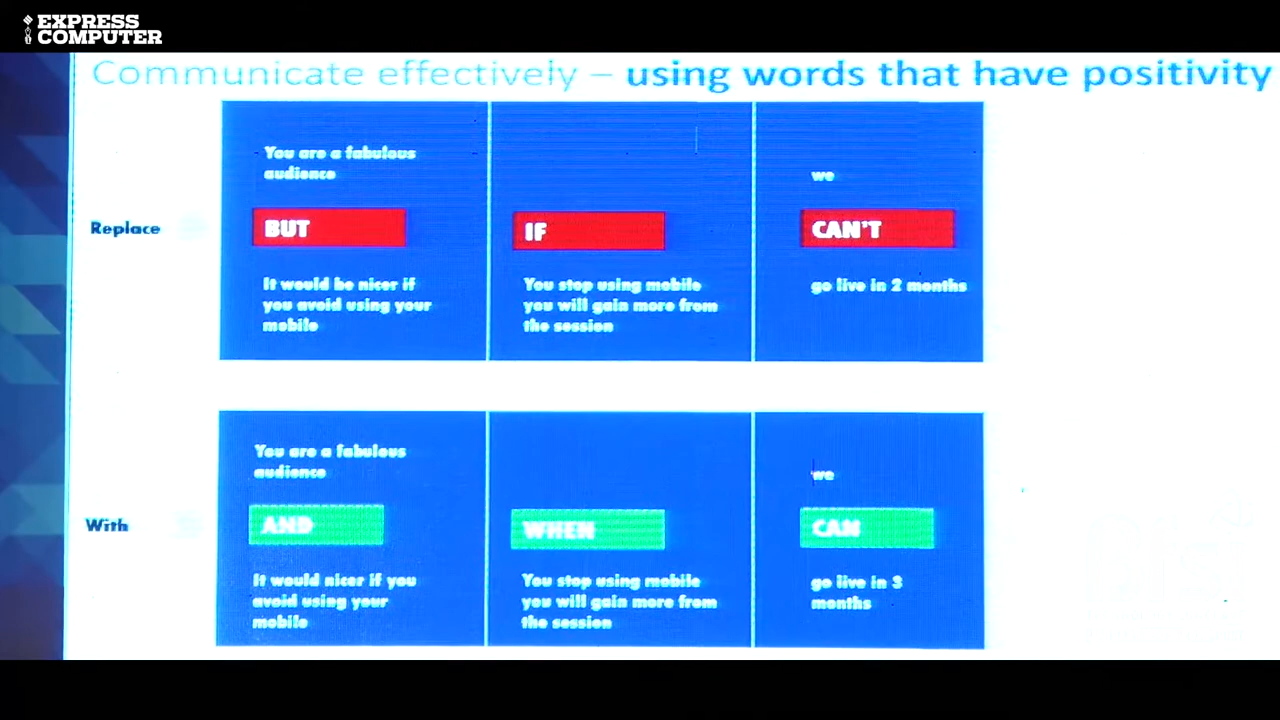 EXPRESS
COMPUTER
Communicate effectively – using words that have positivity
Replace
You are a fabulous
audience
BUT
It would be nicer if
you avoid using your
mobile
IF
You stop using mobile
you will gain more from
the session
we
CAN'T
go live in 2 months
With
You are a fabulous
audience
AND
It would nicer if you
avoid using your
mobile
WHEN
You stop using mobile
you will gain more from
the session
we
CAN
go live in 3
months